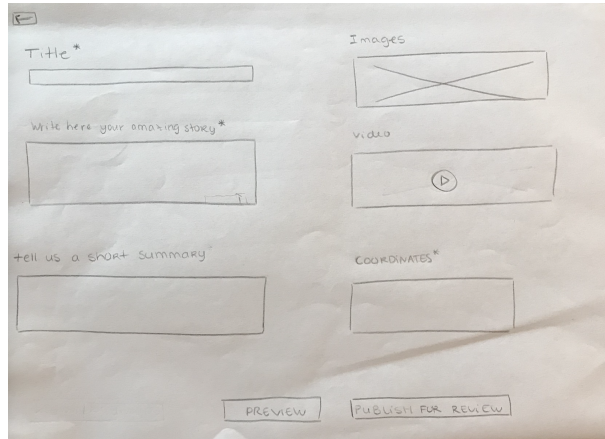 Title*
Images
write here your amazing story*
video
tell us a short summary
COORDINATES*
PREVIEW
PUBLISH FOR REVIEW